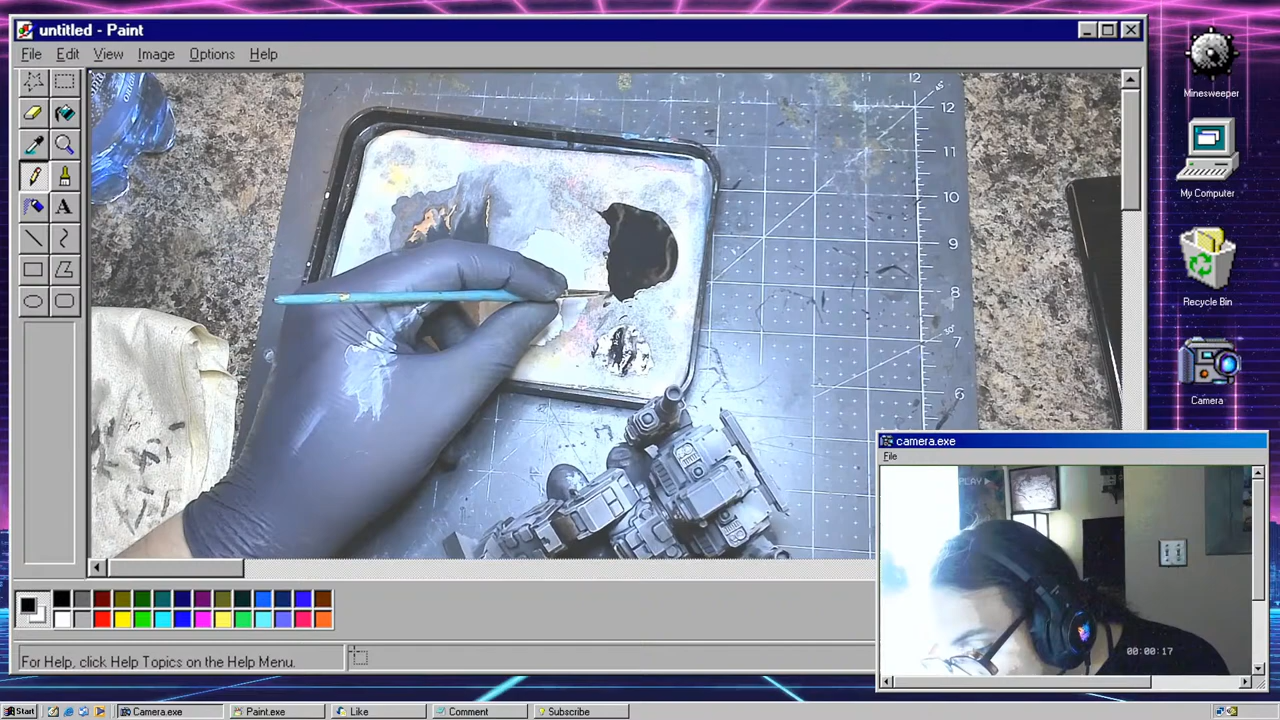 untitled - Paint
File Edit View Image Options Help
12
11
10
9
8
7
6
Minesweeper
My Computer
Recycle Bin
Camera
camera.exe
File
PLAY
00:00:17
For Help, click Help Topics on the Help Menu.
Start Camera.exe Paint.exe Like Comment Subscribe